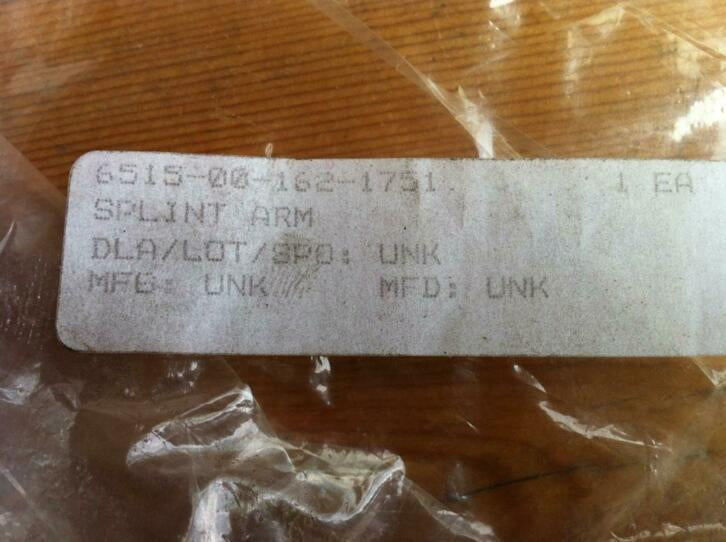 6515-00-162-1751 1 EA
SPLINT ARM
DLA/LOT/SPO: UNK
MFG: UNK MFD: UNK